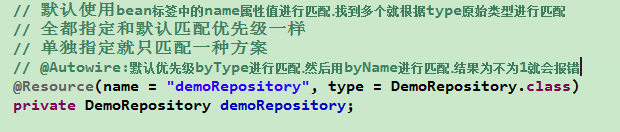 // 默认使用bean标签中的name属性值进行匹配.找到多个就根据type原始类型进行匹配
// 全都指定和默认匹配优先级一样
// 单独指定就只匹配一种方案
// @Autowire:默认优先级byType进行匹配.然后用byName进行匹配.结果为不为1就会报错
@Resource(name = "demoRepository", type = DemoRepository.class)
private DemoRepository demoRepository;